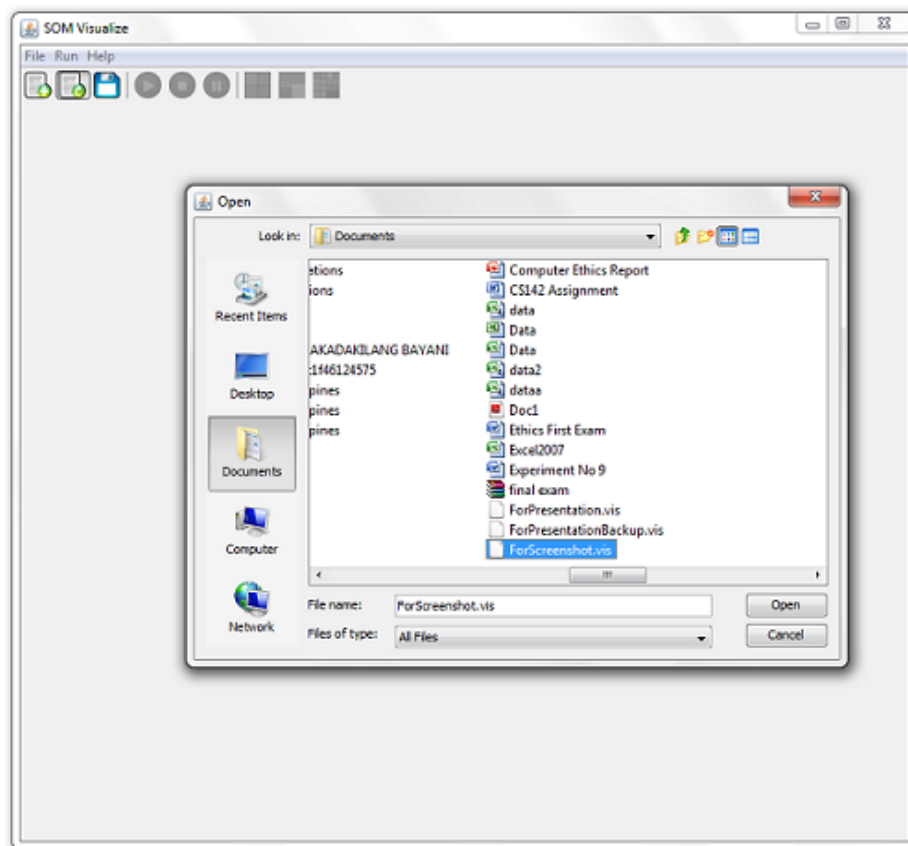 SOM Visualize
File Run Help
Open
Look in: Documents
Recent Items
Desktop
Documents
Computer
Network
ations
ions
AKADAKILANG BAYANI
:1f46124575
pines
pines
pines
Computer Ethics Report
CS142 Assignment
data
Data
Data
data2
dataa
Doc1
Ethics First Exam
Excel2007
Experiment No 9
final exam
ForPresentation.vis
ForPresentationBackup.vis
ForScreenshot.vis
File name: ForScreenshot.vis
Open
Files of type: All Files
Cancel